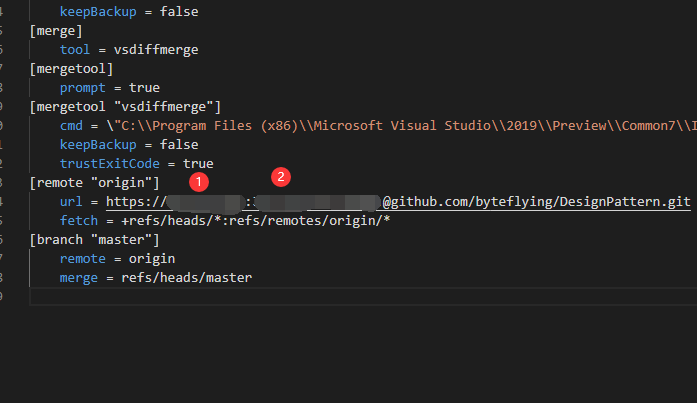 keepBackup = false
[merge]
tool = vsdiffmerge
[mergetool]
prompt = true
[mergetool "vsdiffmerge"]
cmd = \"C:\\Program Files (x86)\\Microsoft Visual Studio\\2019\\Preview\\Common7\\I
keepBackup = false
trustExitCode = true
1 2
[remote "origin"]
url = https:// : @github.com/byteflying/DesignPattern.git
fetch = +refs/heads/*:refs/remotes/origin/*
[branch "master"]
remote = origin
merge = refs/heads/master